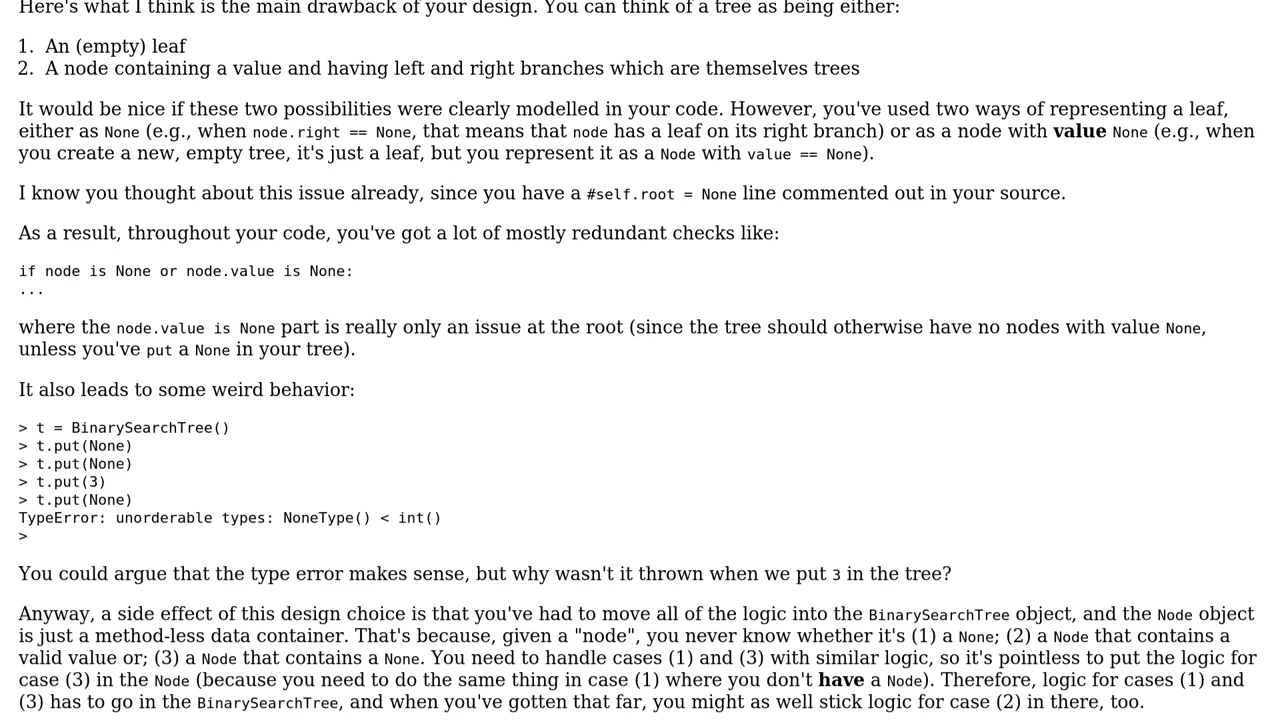 Here's what I think is the main drawback of your design. You can think of a tree as being either:
1. An (empty) leaf
2. A node containing a value and having left and right branches which are themselves trees
It would be nice if these two possibilities were clearly modelled in your code. However, you've used two ways of representing a leaf,
either as None (e.g., when node.right == None, that means that node has a leaf on its right branch) or as a node with value None (e.g., when
you create a new, empty tree, it's just a leaf, but you represent it as a Node with value == None).
I know you thought about this issue already, since you have a #self.root = None line commented out in your source.
As a result, throughout your code, you've got a lot of mostly redundant checks like:
if node is None or node.value is None:
...
where the node.value is None part is really only an issue at the root (since the tree should otherwise have no nodes with value None,
unless you've put a None in your tree).
It also leads to some weird behavior:
> t = BinarySearchTree()
> t.put(None)
> t.put(None)
> t.put(3)
> t.put(None)
TypeError: unorderable types: NoneType() < int()
>
You could argue that the type error makes sense, but why wasn't it thrown when we put 3 in the tree?
Anyway, a side effect of this design choice is that you've had to move all of the logic into the BinarySearchTree object, and the Node object
is just a method-less data container. That's because, given a "node", you never know whether it's (1) a None; (2) a Node that contains a
valid value or; (3) a Node that contains a None. You need to handle cases (1) and (3) with similar logic, so it's pointless to put the logic for
case (3) in the Node (because you need to do the same thing in case (1) where you don't have a Node). Therefore, logic for cases (1) and
(3) has to go in the BinarySearchTree, and when you've gotten that far, you might as well stick logic for case (2) in there, too.